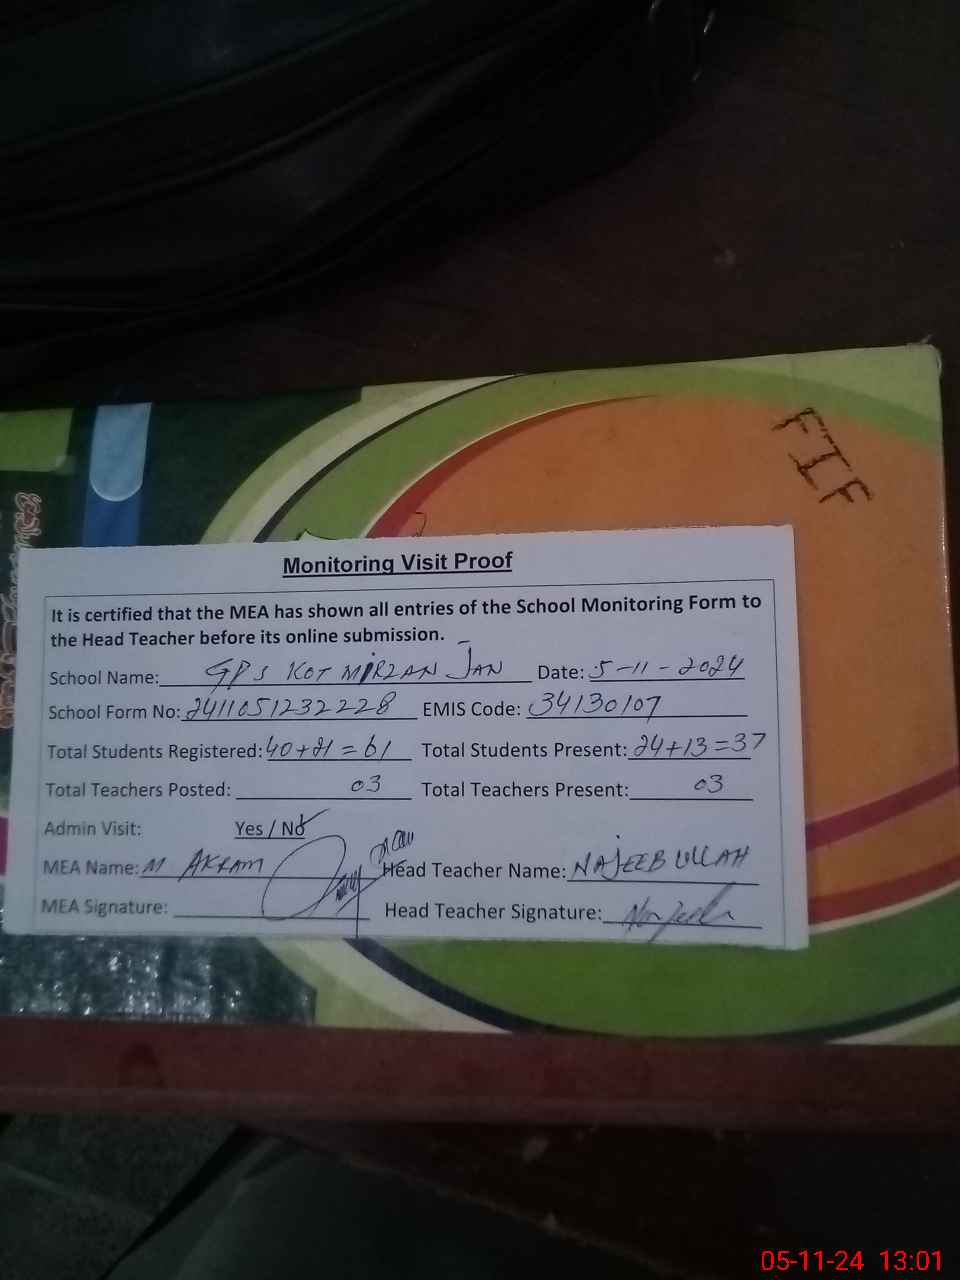 FIF
Monitoring Visit Proof
It is certified that the MEA has shown all entries of the School Monitoring Form to
the Head Teacher before its online submission.
School Name: GPS KOT MIRZAN JAN Date: 5-11-2024
School Form No: 2411051232228 EMIS Code: 34130107
Total Students Registered: 40+21=61 Total Students Present: 24+13=37
Total Teachers Posted: 03 Total Teachers Present: 03
Admin Visit: Yes / No
MEA Name: M AKRAM Head Teacher Name: NAJEEB ULLAH
MEA Signature: Head Teacher Signature: Najeeb
05-11-24 13:01